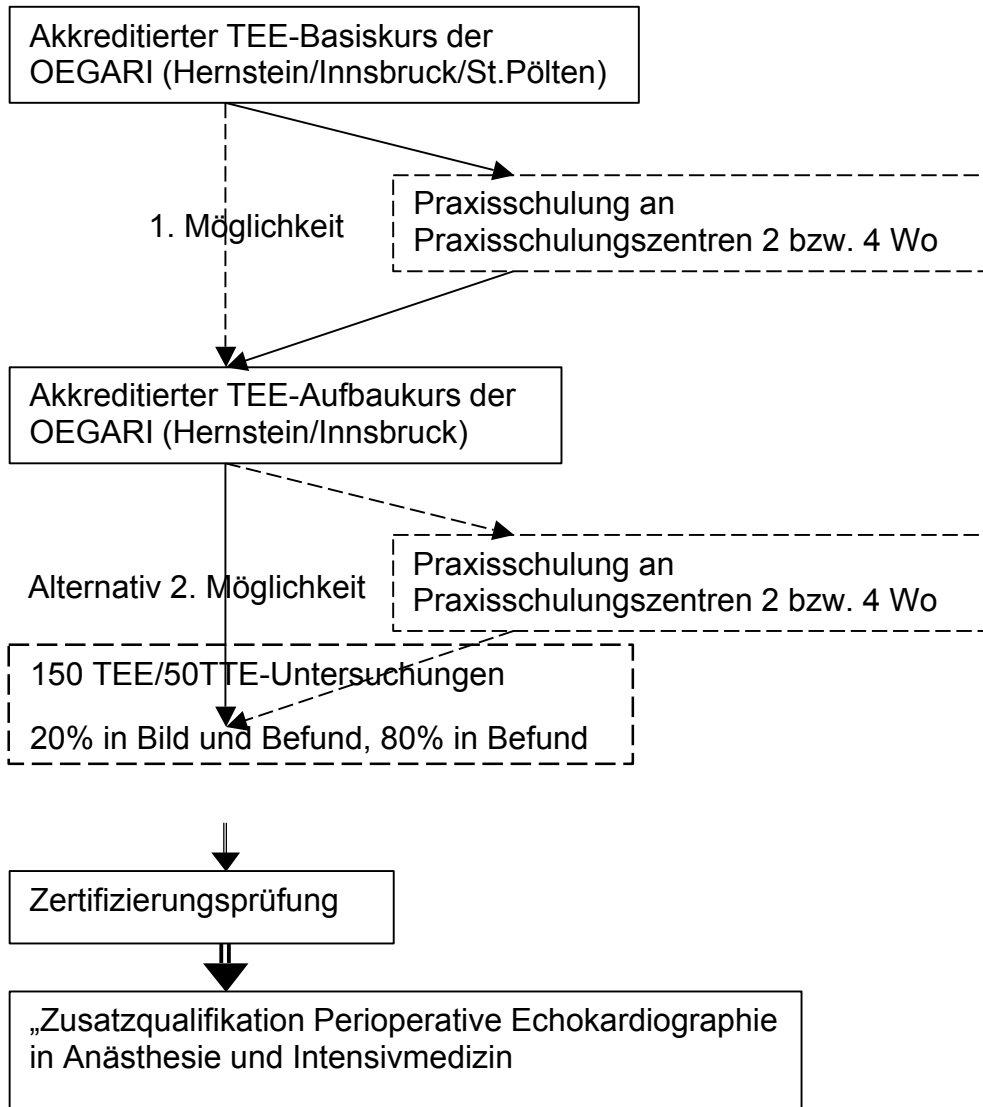 Akkreditierter TEE-Basiskurs der
OEGARI (Hernstein/Innsbruck/St.Pölten)
1. Möglichkeit
Praxisschulung an
Praxisschulungszentren 2 bzw. 4 Wo
Akkreditierter TEE-Aufbaukurs der
OEGARI (Hernstein/Innsbruck)
Alternativ 2. Möglichkeit
Praxisschulung an
Praxisschulungszentren 2 bzw. 4 Wo
150 TEE/50TTE-Untersuchungen
20% in Bild und Befund, 80% in Befund
Zertifizierungsprüfung
„Zusatzqualifikation Perioperative Echokardiographie
in Anästhesie und Intensivmedizin